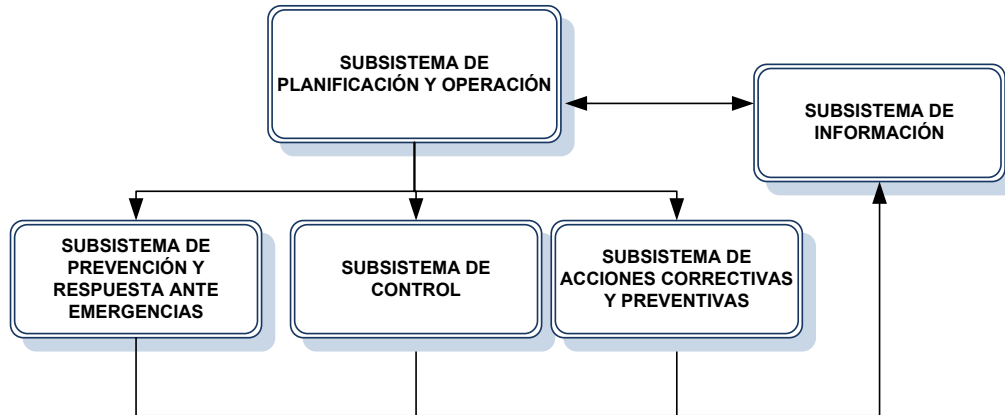 SUBSISTEMA DE
PLANIFICACIÓN Y OPERACIÓN
SUBSISTEMA DE
INFORMACIÓN
SUBSISTEMA DE
PREVENCIÓN Y
RESPUESTA ANTE
EMERGENCIAS
SUBSISTEMA DE
CONTROL
SUBSISTEMA DE
ACCIONES CORRECTIVAS
Y PREVENTIVAS